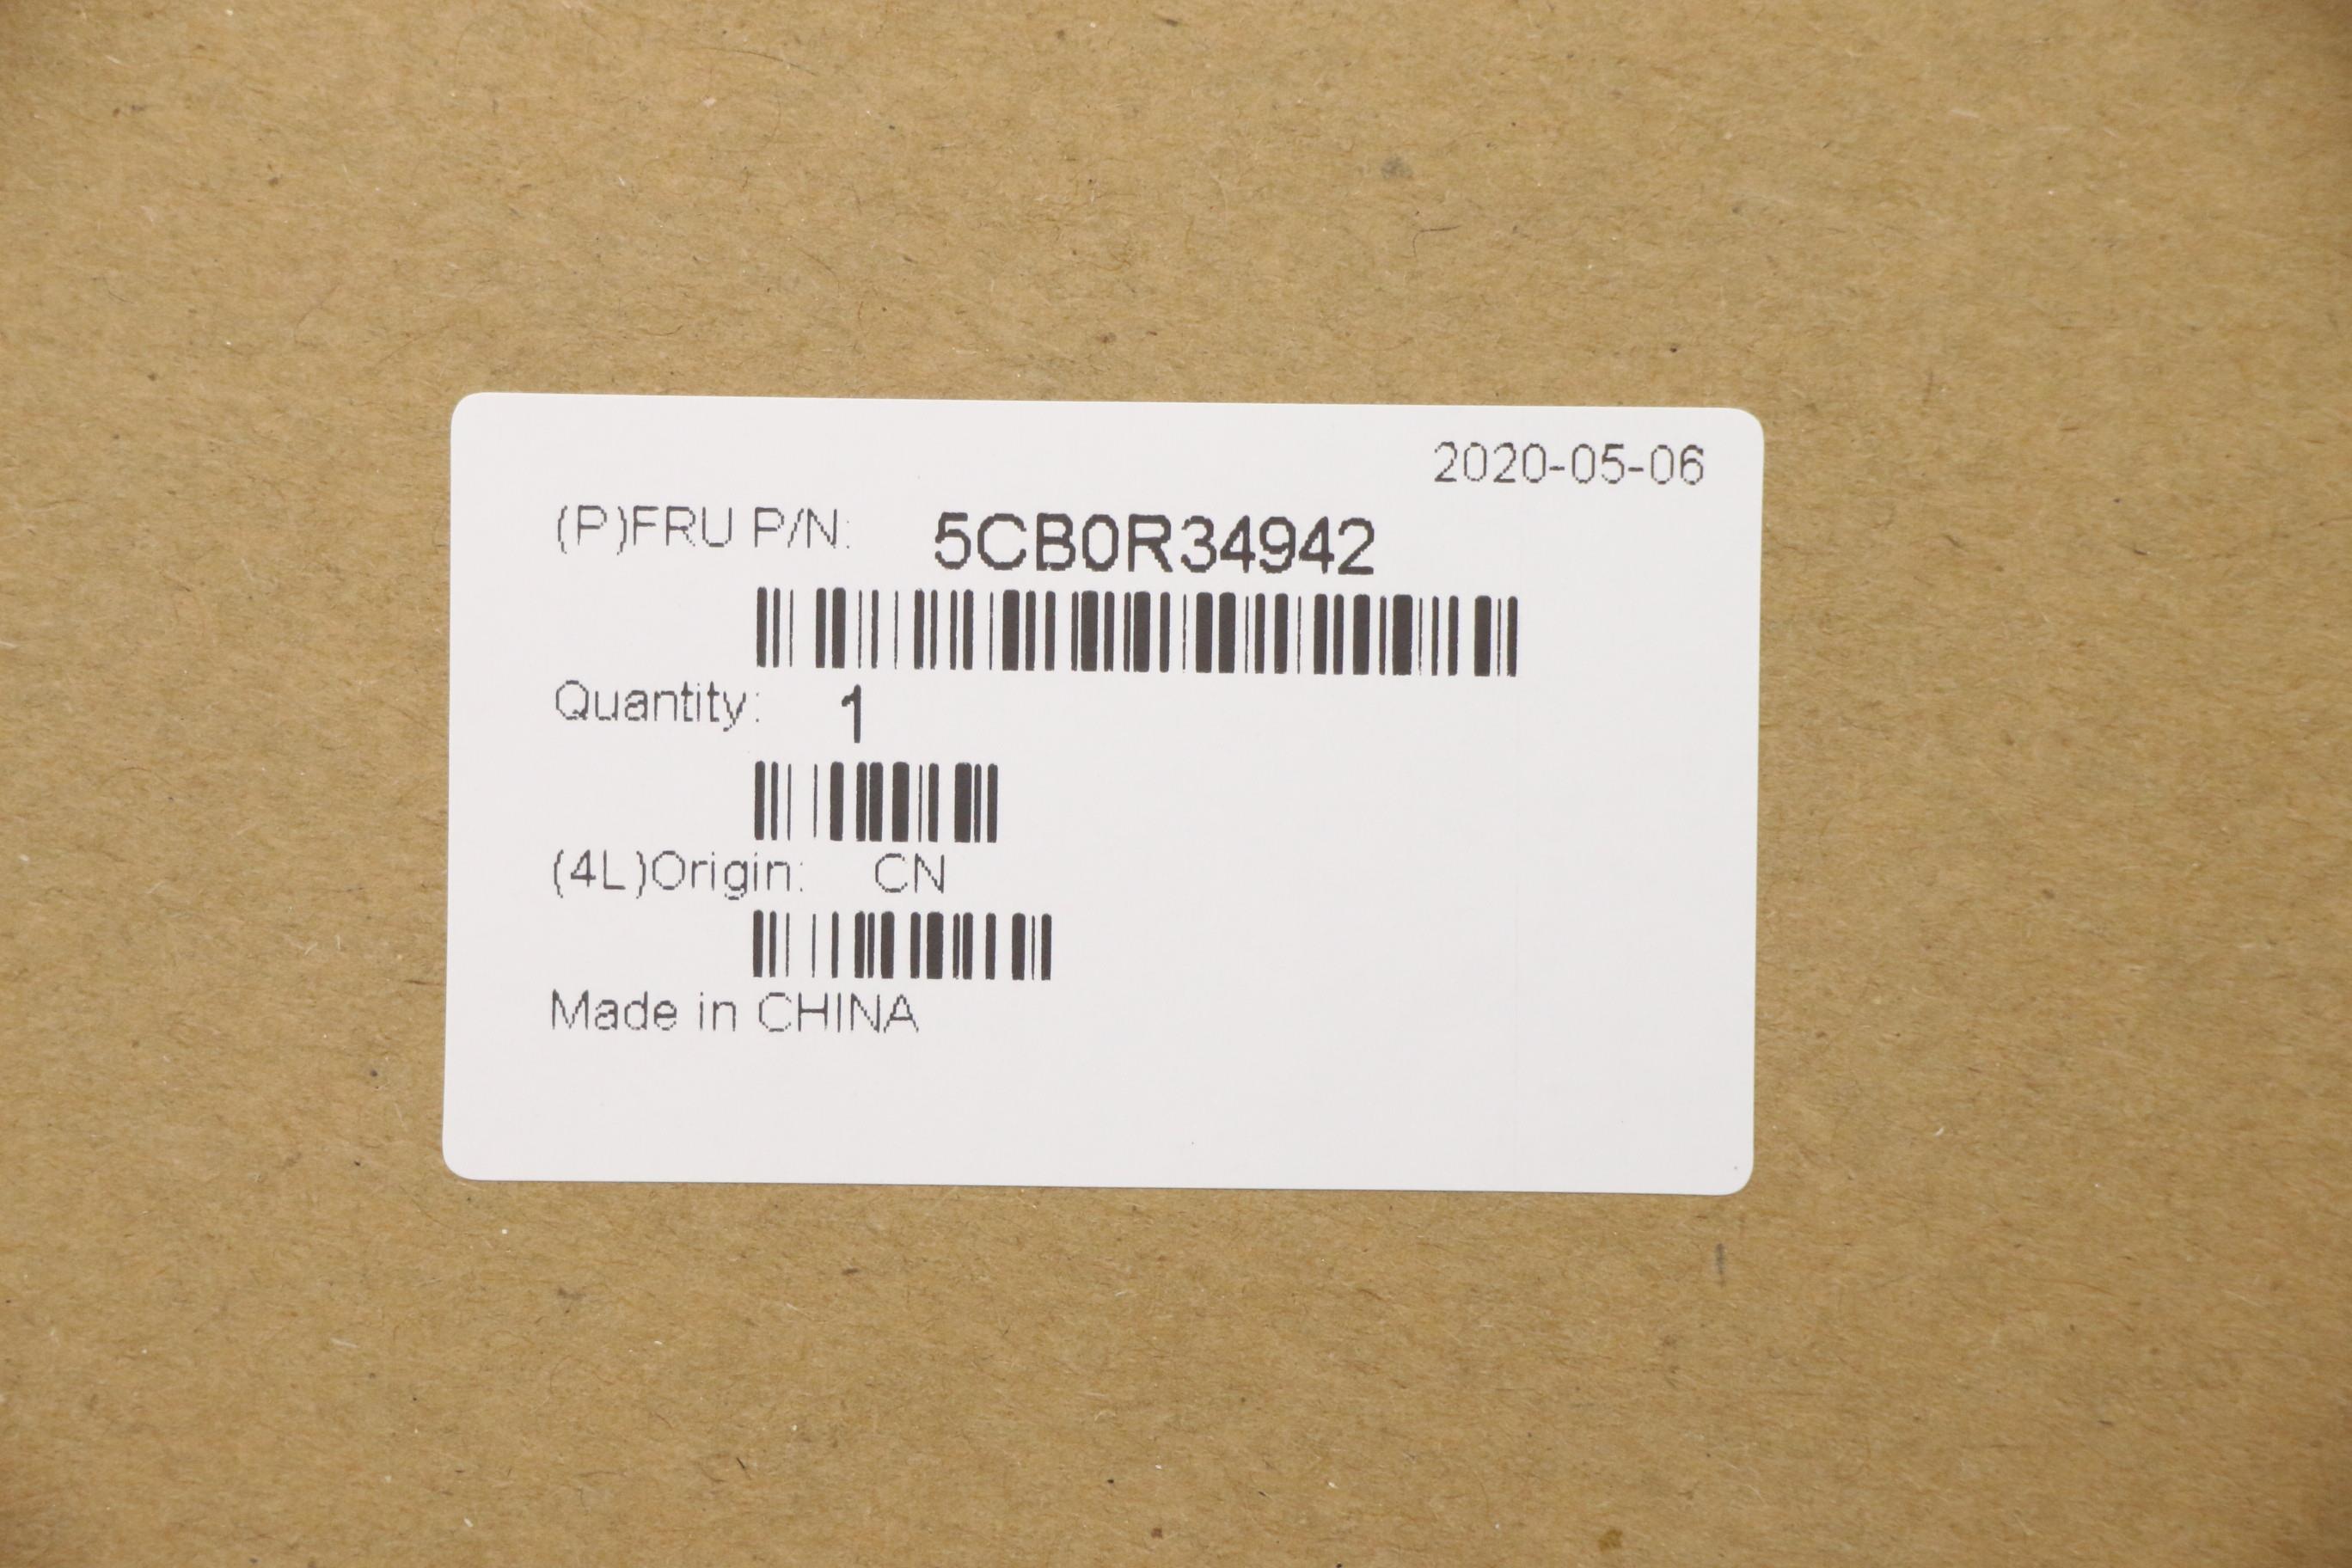 2020-05-06
(P)FRU P/N: 5CB0R34942
Quantity: 1
(4L)Origin: CN
Made in CHINA